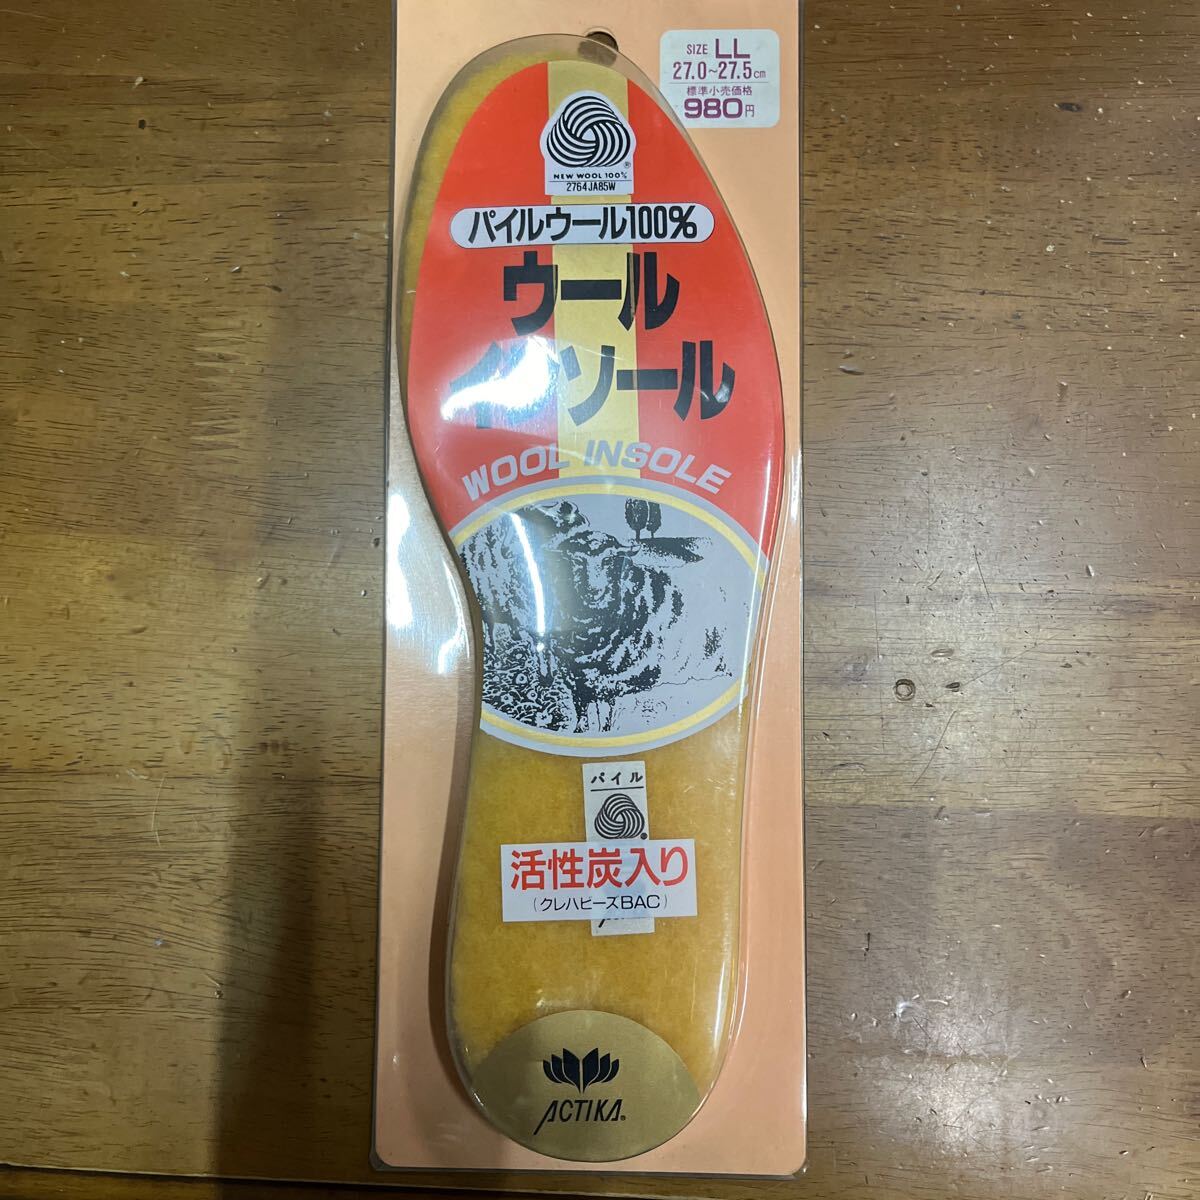 SIZE LL
27.0~27.5cm
標準小売価格
980円
NEW WOOL 100%
2764JA85W
パイルウール100%
ウール
インソール
WOOL INSOLE
パイル
活性炭入り
(クレハビーズBAC)
ACTIKA